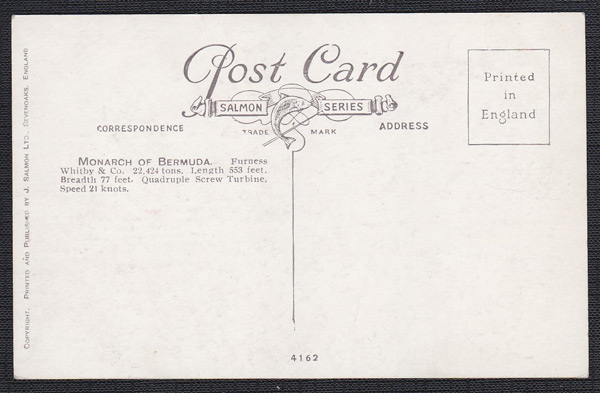 Post Card
SALMON SERIES
TRADE MARK
CORRESPONDENCE
ADDRESS
Printed
in
England
MONARCH OF BERMUDA. Furness
Whitby & Co. 22,424 tons. Length 553 feet.
Breadth 77 feet. Quadruple Screw Turbine.
Speed 21 knots.
COPYRIGHT. PRINTED AND PUBLISHED BY J. SALMON LTD., SEVENOAKS, ENGLAND
4162